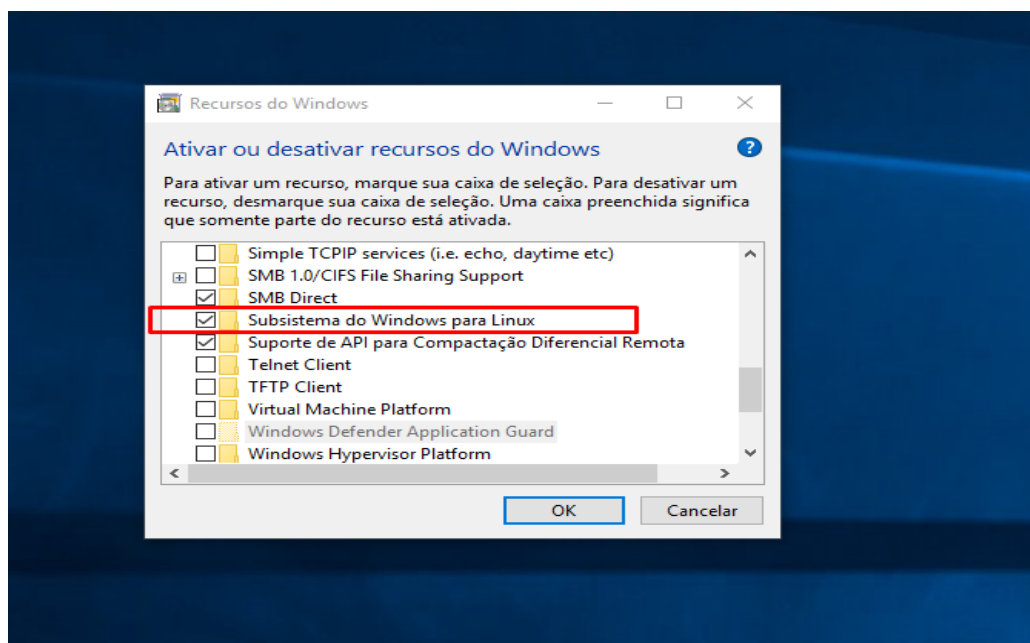 Recursos do Windows
Ativar ou desativar recursos do Windows
?
Para ativar um recurso, marque sua caixa de seleção. Para desativar um
recurso, desmarque sua caixa de seleção. Uma caixa preenchida significa
que somente parte do recurso está ativada.
Simple TCPIP services (i.e. echo, daytime etc)
SMB 1.0/CIFS File Sharing Support
SMB Direct
Subsistema do Windows para Linux
Suporte de API para Compactação Diferencial Remota
Telnet Client
TFTP Client
Virtual Machine Platform
Windows Defender Application Guard
Windows Hypervisor Platform
OK
Cancelar